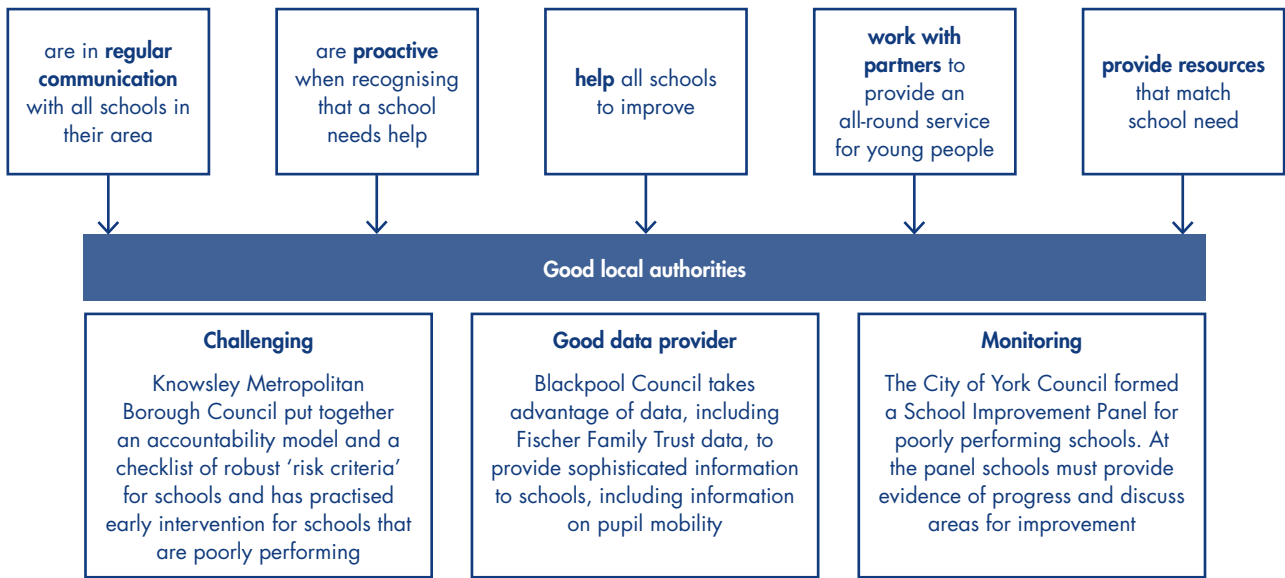 are in regular
communication
with all schools in
their area
are proactive
when recognising
that a school
needs help
help all schools
to improve
work with
partners to
provide an
all-round service
for young people
provide resources
that match
school need
Good local authorities
Challenging
Knowsley Metropolitan
Borough Council put together
an accountability model and a
checklist of robust ‘risk criteria’
for schools and has practised
early intervention for schools that
are poorly performing
Good data provider
Blackpool Council takes
advantage of data, including
Fischer Family Trust data, to
provide sophisticated information
to schools, including information
on pupil mobility
Monitoring
The City of York Council formed
a School Improvement Panel for
poorly performing schools. At
the panel schools must provide
evidence of progress and discuss
areas for improvement